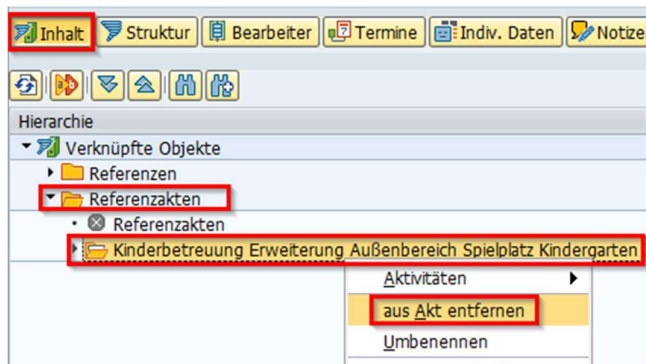 Inhalt Struktur Bearbeiter Termine Indiv. Daten Notize
Hierarchie
Verknüpfte Objekte
Referenzen
Referenzakten
Referenzakten
Kinderbetreuung Erweiterung Außenbereich Spielplatz Kindergarten
Aktivitäten
aus Akt entfernen
Umbenennen